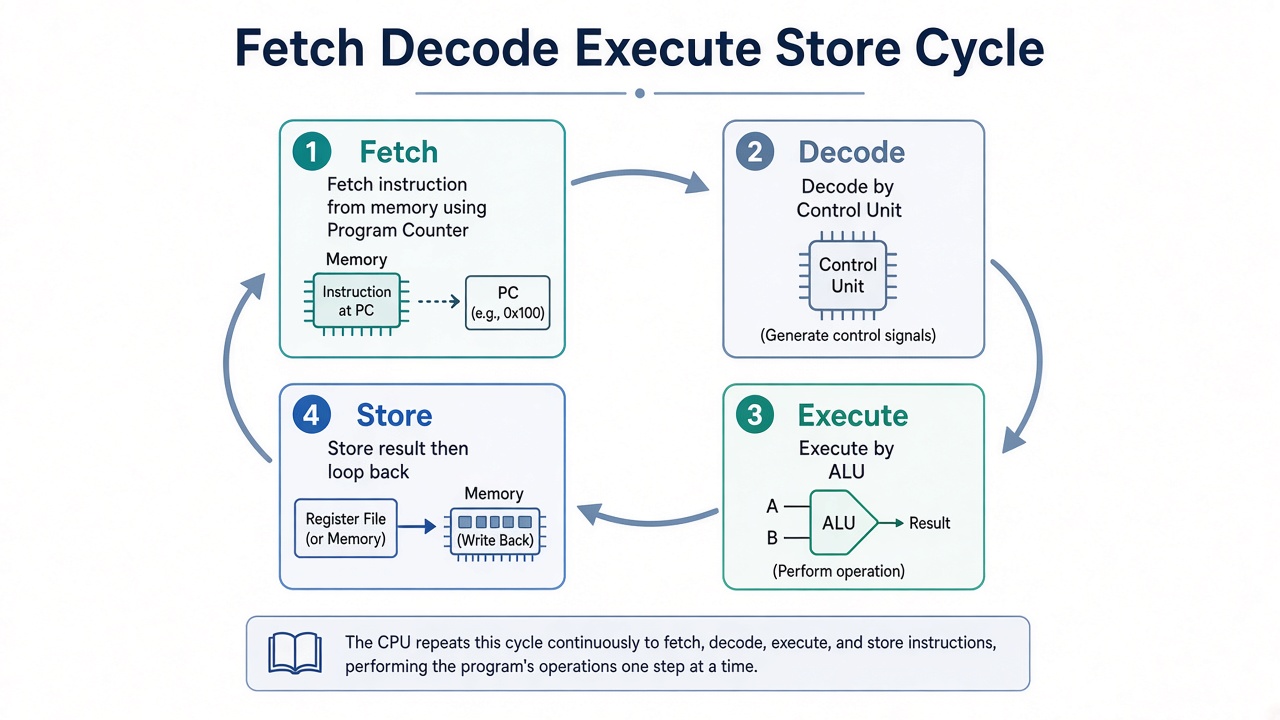 Fetch Decode Execute Store Cycle
1 Fetch
Fetch instruction
from memory using
Program Counter
Memory
Instruction
at PC
PC
(e.g., 0x100)
2 Decode
Decode by
Control Unit
Control
Unit
(Generate control signals)
3 Execute
Execute by
ALU
A
B
ALU
Result
(Perform operation)
4 Store
Store result then
loop back
Register File
(or Memory)
Memory
(Write Back)
The CPU repeats this cycle continuously to fetch, decode, execute, and store instructions,
performing the program's operations one step at a time.